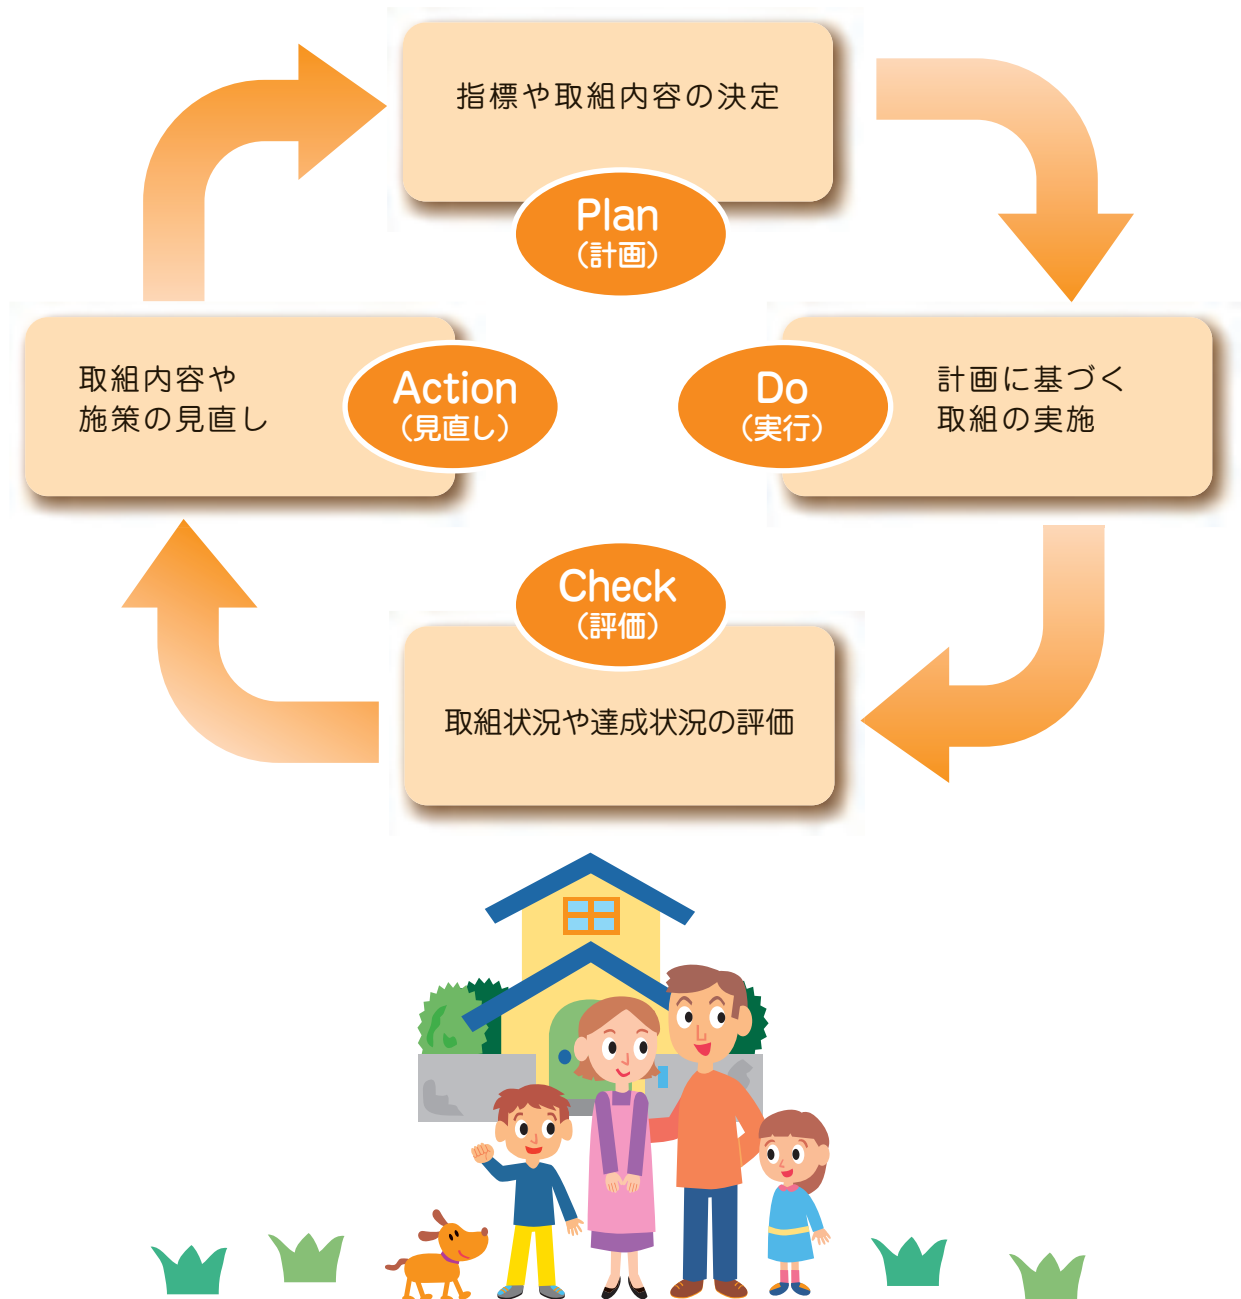 指標や取組内容の決定
Plan
（計画）
取組内容や
施策の見直し
Action
（見直し）
Do
（実行）
計画に基づく
取組の実施
Check
（評価）
取組状況や達成状況の評価